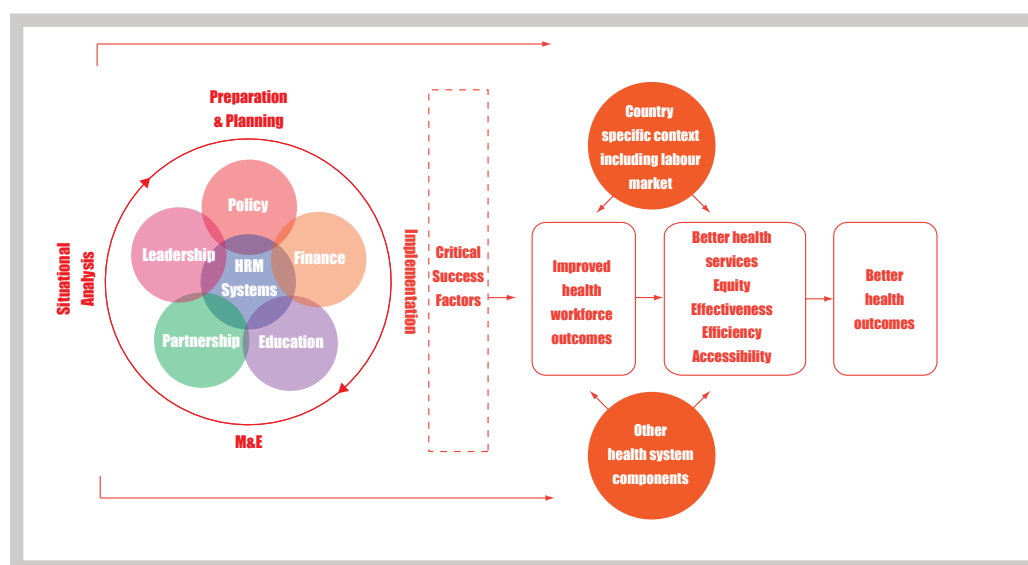 Preparation
& Planning
Situational
Analysis
Policy
Leadership
Finance
HRM
Systems
Partnership
Education
M&E
Implementation
Critical
Success
Factors
Country
specific context
including labour
market
Improved
health
workforce
outcomes
Better health
services
Equity
Effectiveness
Efficiency
Accessibility
Better
health
outcomes
Other
health system
components